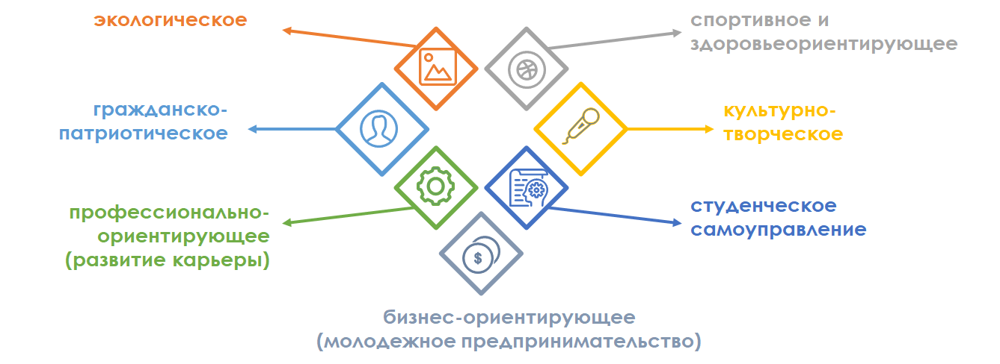 экологическое
спортивное и
здоровьеориентирующее
гражданско-
патриотическое
культурно-
творческое
профессионально-
ориентирующее
(развитие карьеры)
студенческое
самоуправление
$
бизнес-ориентирующее
(молодежное предпринимательство)